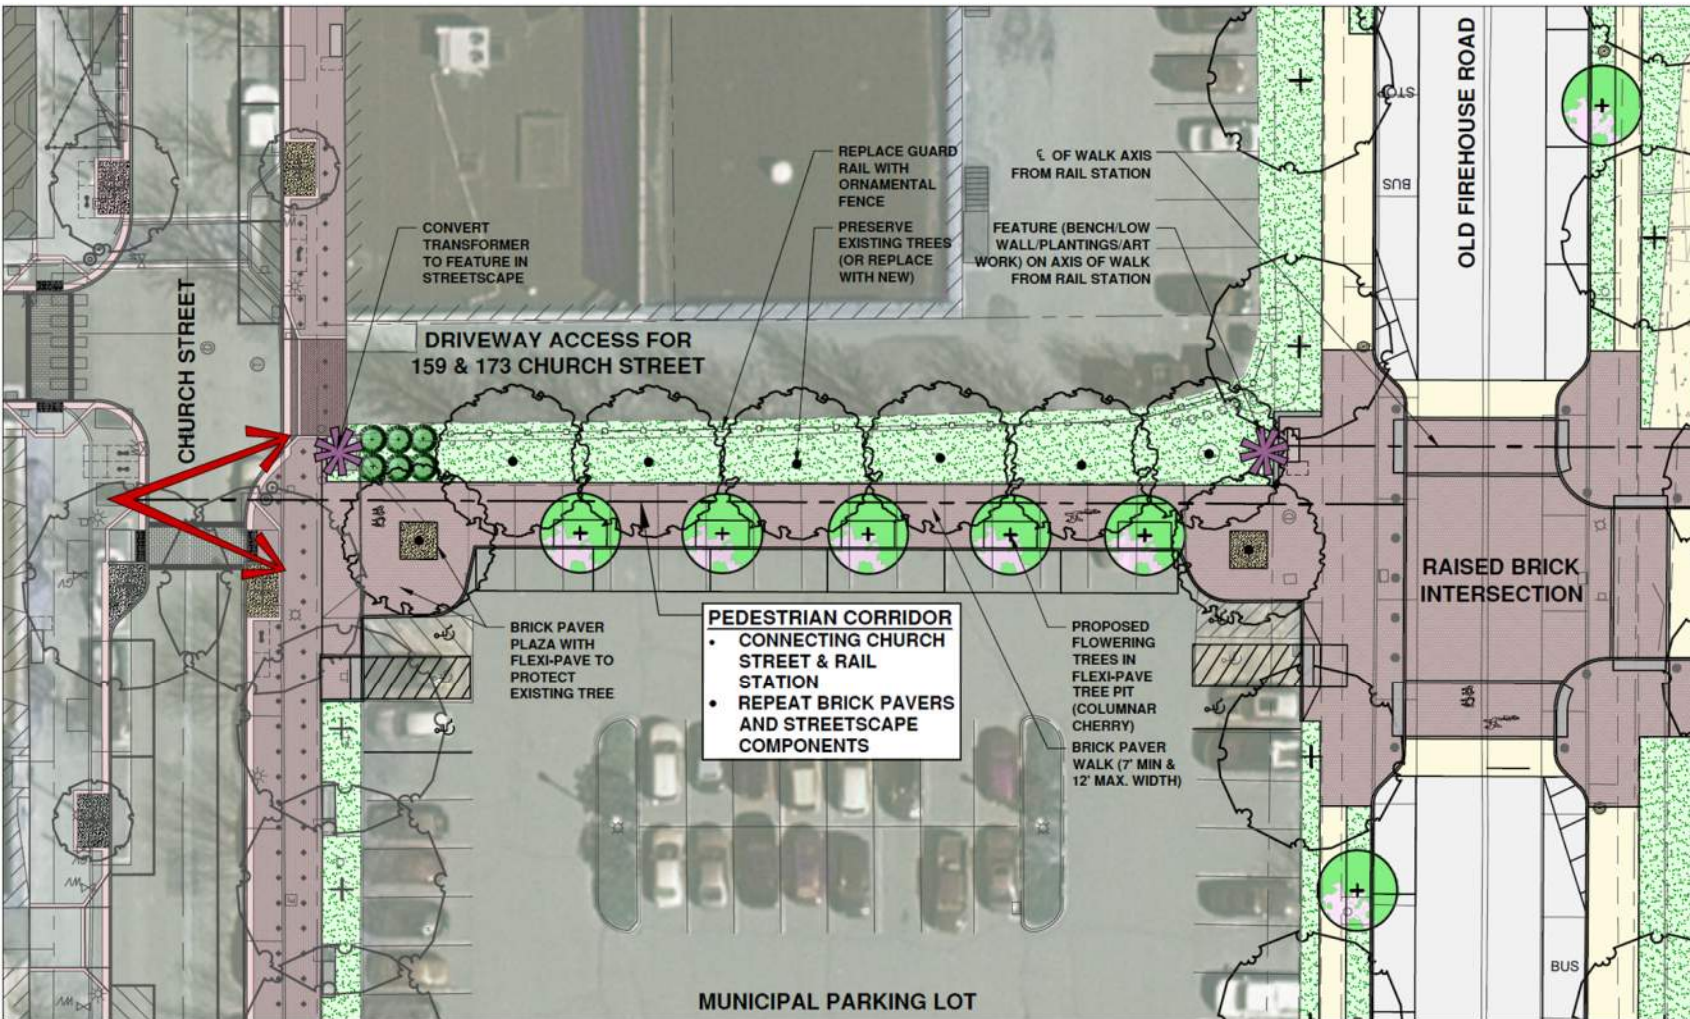 OLD FIREHOUSE ROAD
STOP
BUS
REPLACE GUARD
RAIL WITH
ORNAMENTAL
FENCE
℄ OF WALK AXIS
FROM RAIL STATION
CONVERT
TRANSFORMER
TO FEATURE IN
STREETSCAPE
PRESERVE
EXISTING TREES
(OR REPLACE
WITH NEW)
FEATURE (BENCH/LOW
WALL/PLANTINGS/ART
WORK) ON AXIS OF WALK
FROM RAIL STATION
CHURCH STREET
DRIVEWAY ACCESS FOR
159 & 173 CHURCH STREET
RAISED BRICK
INTERSECTION
BRICK PAVER
PLAZA WITH
FLEXI-PAVE TO
PROTECT
EXISTING TREE
PEDESTRIAN CORRIDOR
• CONNECTING CHURCH
STREET & RAIL
STATION
• REPEAT BRICK PAVERS
AND STREETSCAPE
COMPONENTS
PROPOSED
FLOWERING
TREES IN
FLEXI-PAVE
TREE PIT
(COLUMNAR
CHERRY)
BRICK PAVER
WALK (7' MIN &
12' MAX. WIDTH)
GV
WV
WV
BUS
MUNICIPAL PARKING LOT